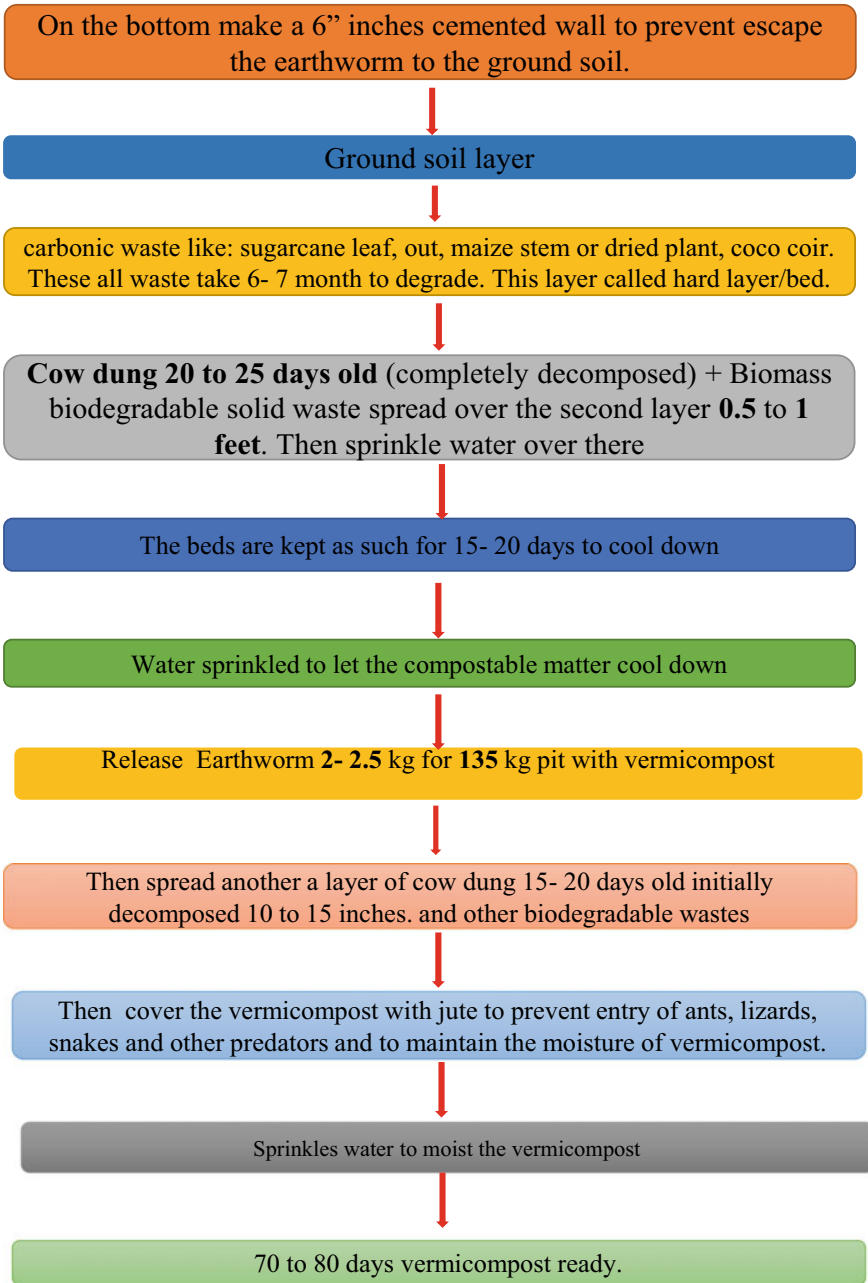 On the bottom make a 6” inches cemented wall to prevent escape
the earthworm to the ground soil.
Ground soil layer
carbonic waste like: sugarcane leaf, out, maize stem or dried plant, coco coir.
These all waste take 6- 7 month to degrade. This layer called hard layer/bed.
Cow dung 20 to 25 days old (completely decomposed) + Biomass
biodegradable solid waste spread over the second layer 0.5 to 1
feet. Then sprinkle water over there
The beds are kept as such for 15- 20 days to cool down
Water sprinkled to let the compostable matter cool down
Release Earthworm 2- 2.5 kg for 135 kg pit with vermicompost
Then spread another a layer of cow dung 15- 20 days old initially
decomposed 10 to 15 inches. and other biodegradable wastes
Then cover the vermicompost with jute to prevent entry of ants, lizards,
snakes and other predators and to maintain the moisture of vermicompost.
Sprinkles water to moist the vermicompost
70 to 80 days vermicompost ready.